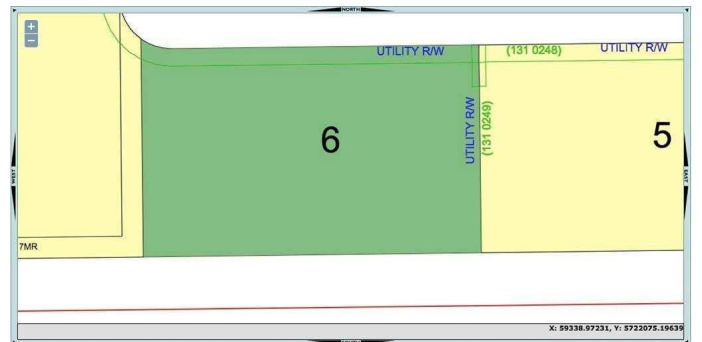 NORTH
UTILITY R/W (131 0248) UTILITY R/W
UTILITY R/W
(131 0249)
6
5
WEST
EAST
7MR
X: 59338.97231, Y: 5722075.19639